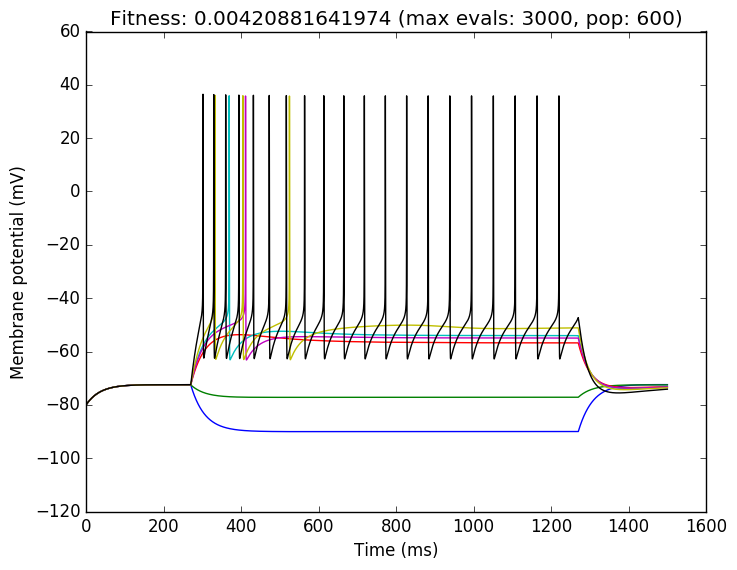 Fitness: 0.00420881641974 (max evals: 3000, pop: 600)
60
40
20
0
−20
−40
−60
−80
−100
−120
Membrane potential (mV)
0 200 400 600 800 1000 1200 1400 1600
Time (ms)